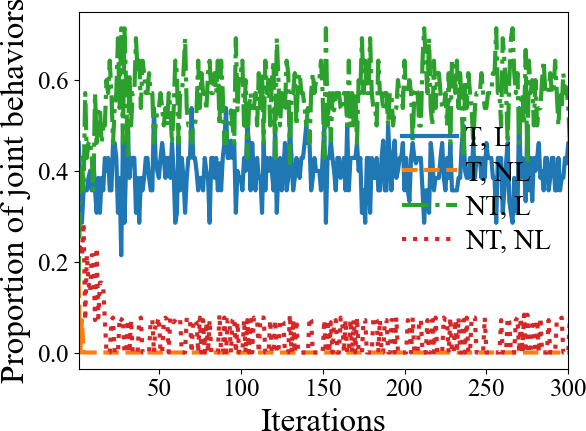 Proportion of joint behaviors
0.6
0.4
0.2
0.0
T, L
T, NL
NT, L
NT, NL
50
100
150
200
250
300
Iterations